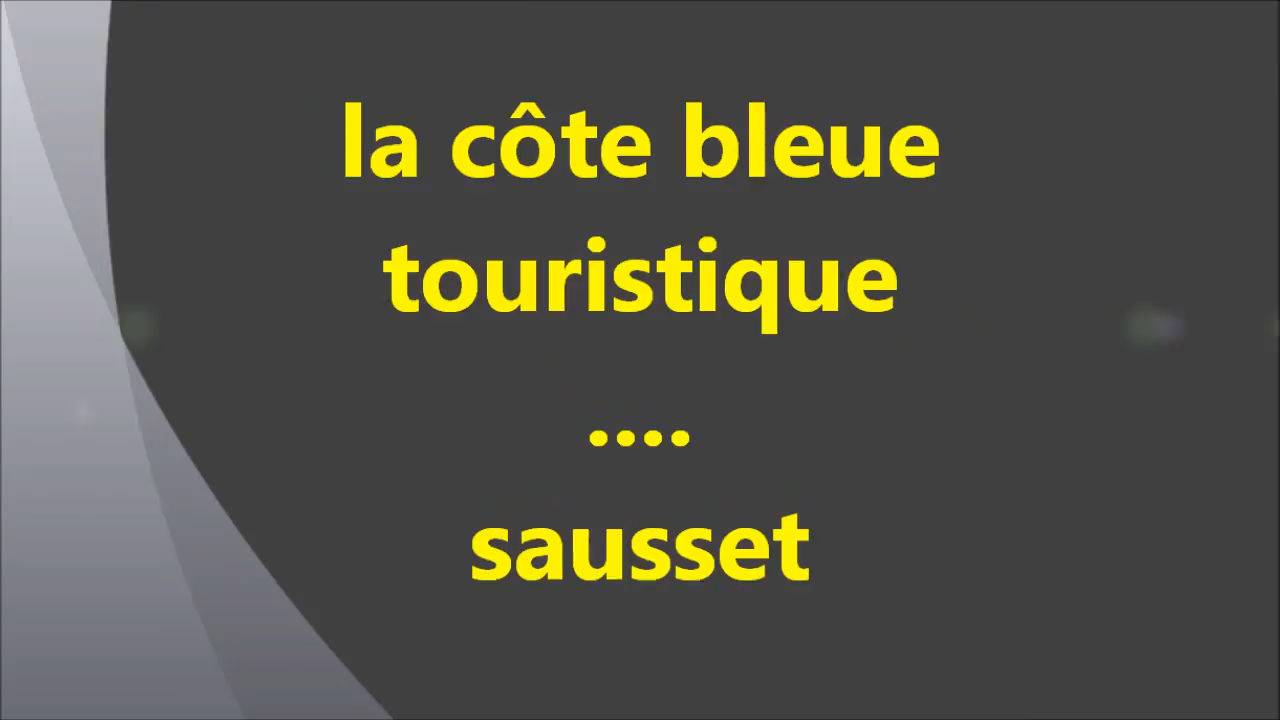 la côte bleue
touristique
....
sausset